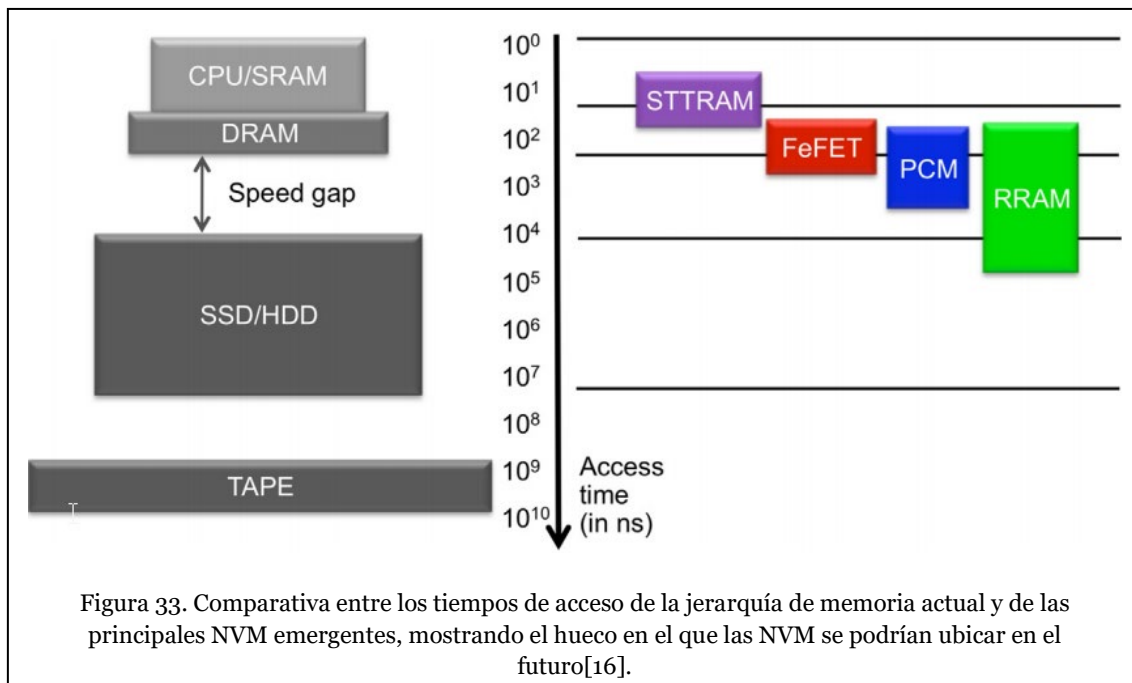 CPU/SRAM
DRAM
Speed gap
SSD/HDD
TAPE
10⁰
10¹
10²
10³
10⁴
10⁵
10⁶
10⁷
10⁸
10⁹
10¹⁰
Access
time
(in ns)
STTRAM
FeFET
PCM
RRAM
Figura 33. Comparativa entre los tiempos de acceso de la jerarquía de memoria actual y de las
principales NVM emergentes, mostrando el hueco en el que las NVM se podrían ubicar en el
futuro[16].